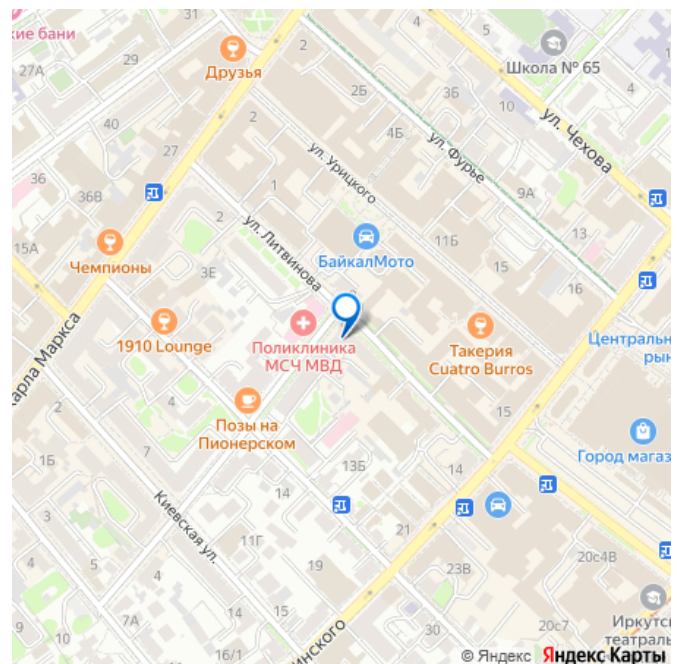 кие бани
29
27А
Друзья
2
2Б
Школа № 65
4
3Б
10
ул. Чехова
40
2
4Б
ул. Фурье
27
ул. Урицкого
36
36В
1
9А
2
13
15А
ул. Литвинова
БайкалМото
11Б
Чемпионы
3Е
15
16
1910 Lounge
Поликлиника
МСЧ МВД
Такерия
Cuatro Burros
Центральн
рын
Карла Маркса
Позы на
Пионерском
15
7
Город магаз
1Б
13Б
14
3
14
Киевская ул.
4
21
11Г
5
4
19
23В
20с4В
7А
9
14
15
30
20с7
Иркутс
театраль
16/1
инского
© Яндекс Яндекс Карты